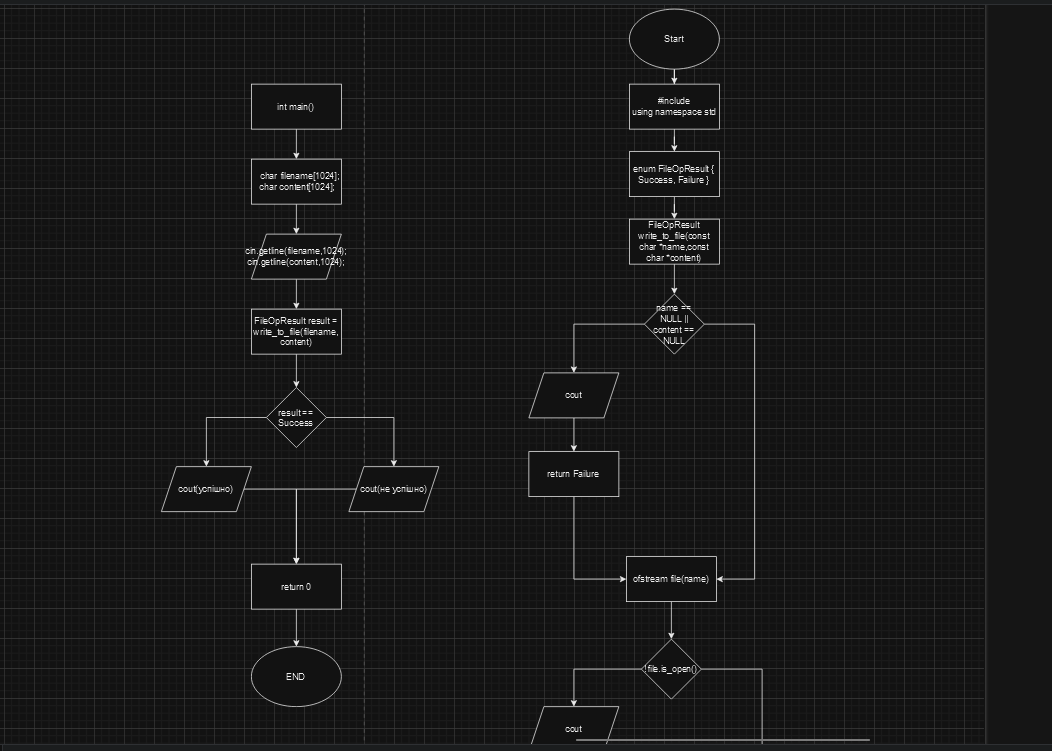 int main()
char filename[1024];
char content[1024];
cin.getline(filename,1024);
cin.getline(content,1024);
FileOpResult result =
write_to_file(filename,
content)
result ==
Success
cout(успішно)
cout(не успішно)
return 0
END
Start
#include
using namespace std
enum FileOpResult {
Success, Failure }
FileOpResult
write_to_file(const
char *name,const
char *content)
name ==
NULL ||
content ==
NULL
cout
return Failure
ofstream file(name)
!file.is_open()
cout